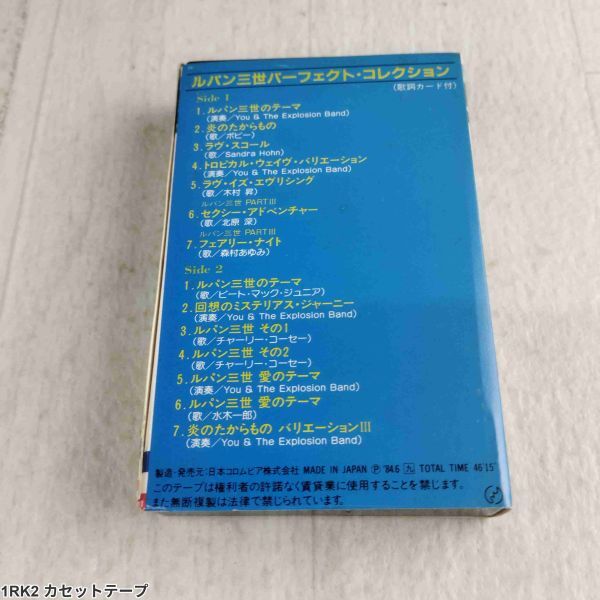 ルパン三世パーフェクト・コレクション
(歌詞カード付)
Side 1
1. ルパン三世のテーマ
(演奏/You & The Explosion Band)
2. 炎のたからもの
(歌/ボビー)
3. ラヴ・スコール
(歌/Sandra Hohn)
4. トロピカル・ウェイヴ・バリエーション
(演奏/You & The Explosion Band)
5. ラヴ・イズ・エヴリシング
(歌/木村 昇)
ルパン三世 PARTIII
6. セクシー・アドベンチャー
(歌/北原 深)
ルパン三世 PARTIII
7. フェアリー・ナイト
(歌/森村あゆみ)
Side 2
1. ルパン三世のテーマ
(歌/ピート・マック・ジュニア)
2. 回想のミステリアス・ジャーニー
(演奏/You & The Explosion Band)
3. ルパン三世 その1
(歌/チャーリー・コーセー)
4. ルパン三世 その2
(歌/チャーリー・コーセー)
5. ルパン三世 愛のテーマ
(演奏/You & The Explosion Band)
6. ルパン三世 愛のテーマ
(歌/水木一郎)
7. 炎のたからもの バリエーションIII
(演奏/You & The Explosion Band)
製造・発売元:日本コロムビア株式会社 MADE IN JAPAN Ⓟ'84.6 九 TOTAL TIME 46'15"
このテープは権利者の許諾なく賃貸業に使用することを禁じます。
また無断複製は法律で禁じられています。
1RK2 カセットテープ